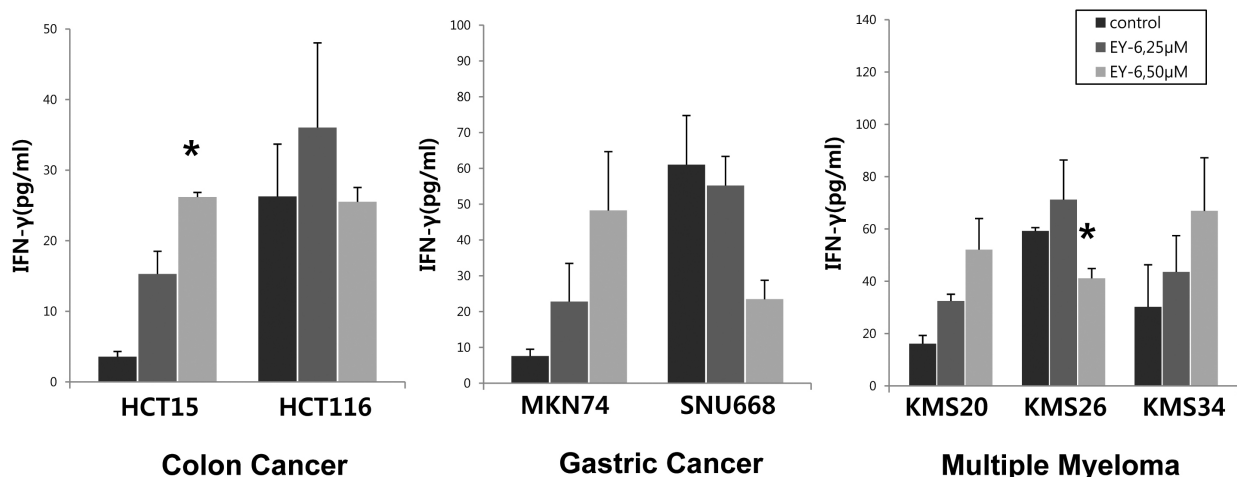 50
40
30
20
10
0
IFN-γ(pg/ml)
*
HCT15 HCT116
Colon Cancer
100
90
80
70
60
50
40
30
20
10
0
IFN-γ(pg/ml)
MKN74 SNU668
Gastric Cancer
140
120
100
80
60
40
20
0
IFN-γ(pg/ml)
control
EY-6,25μM
EY-6,50μM
*
KMS20 KMS26 KMS34
Multiple Myeloma